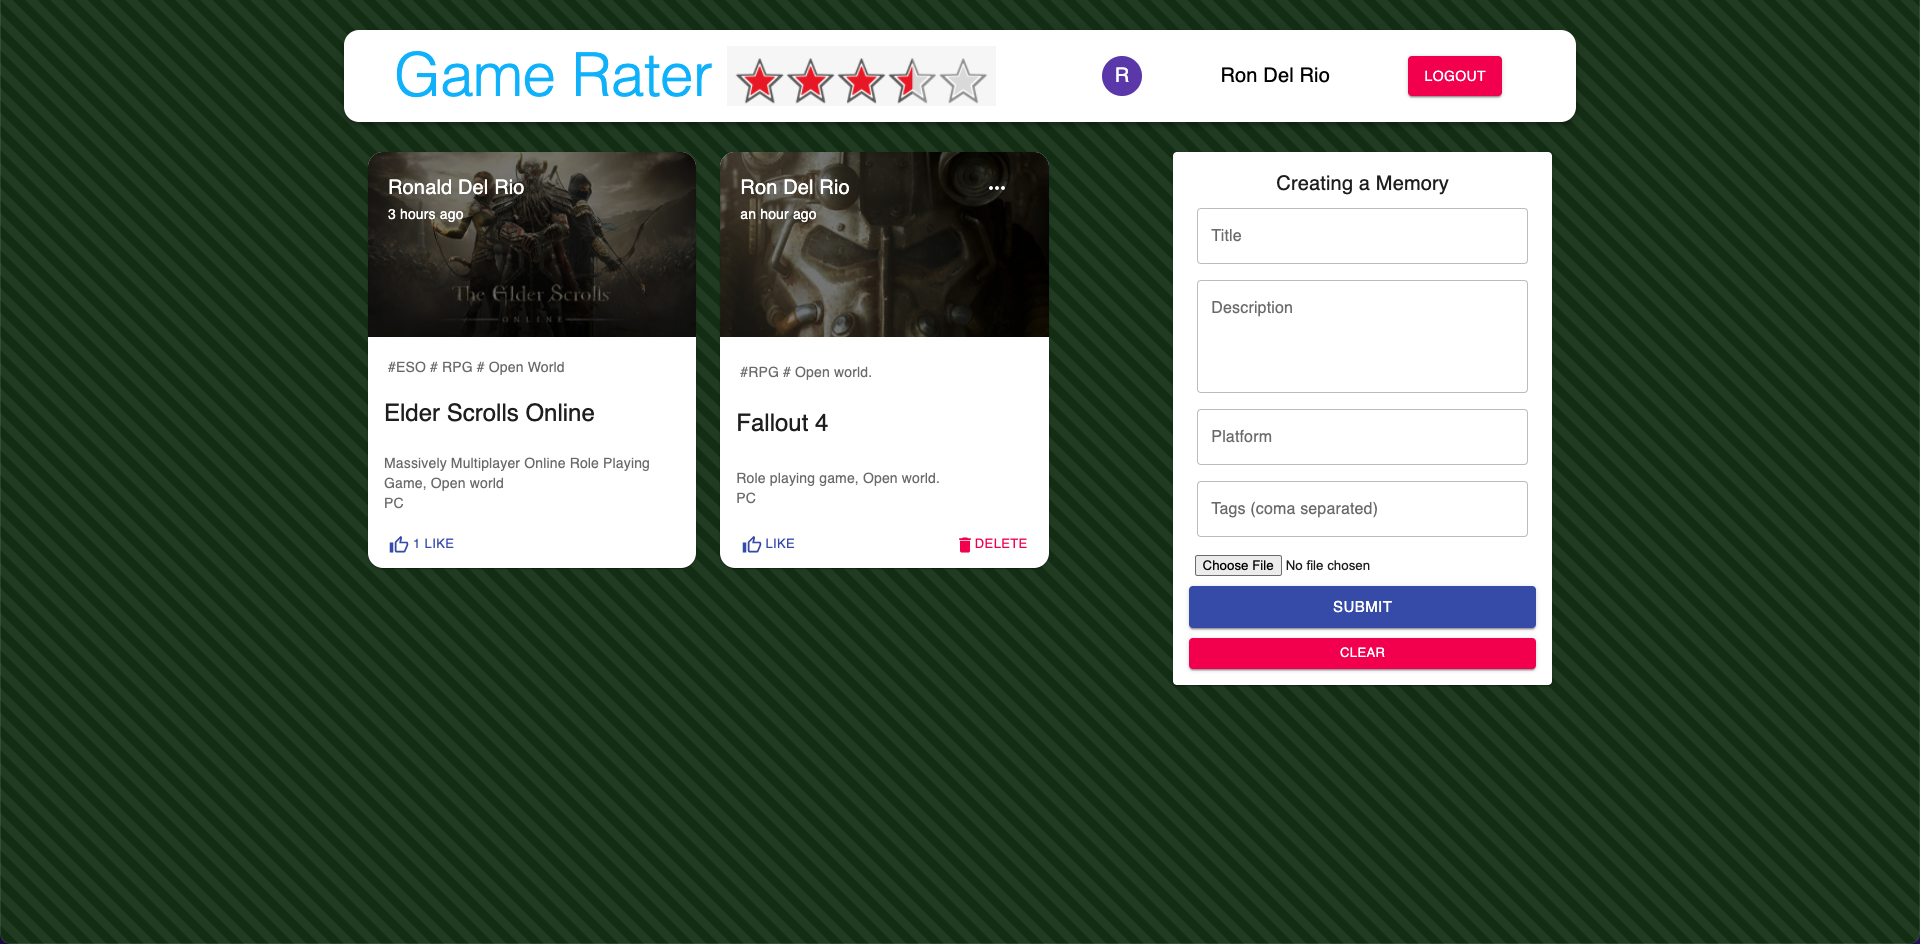 Game Rater
R
Ron Del Rio
LOGOUT
Ronald Del Rio
3 hours ago
The Elder Scrolls
ONLINE
#ESO # RPG # Open World
Elder Scrolls Online
Massively Multiplayer Online Role Playing
Game, Open world
PC
1 LIKE
Ron Del Rio
an hour ago
#RPG # Open world.
Fallout 4
Role playing game, Open world.
PC
LIKE
DELETE
Creating a Memory
Title
Description
Platform
Tags (coma separated)
Choose File No file chosen
SUBMIT
CLEAR